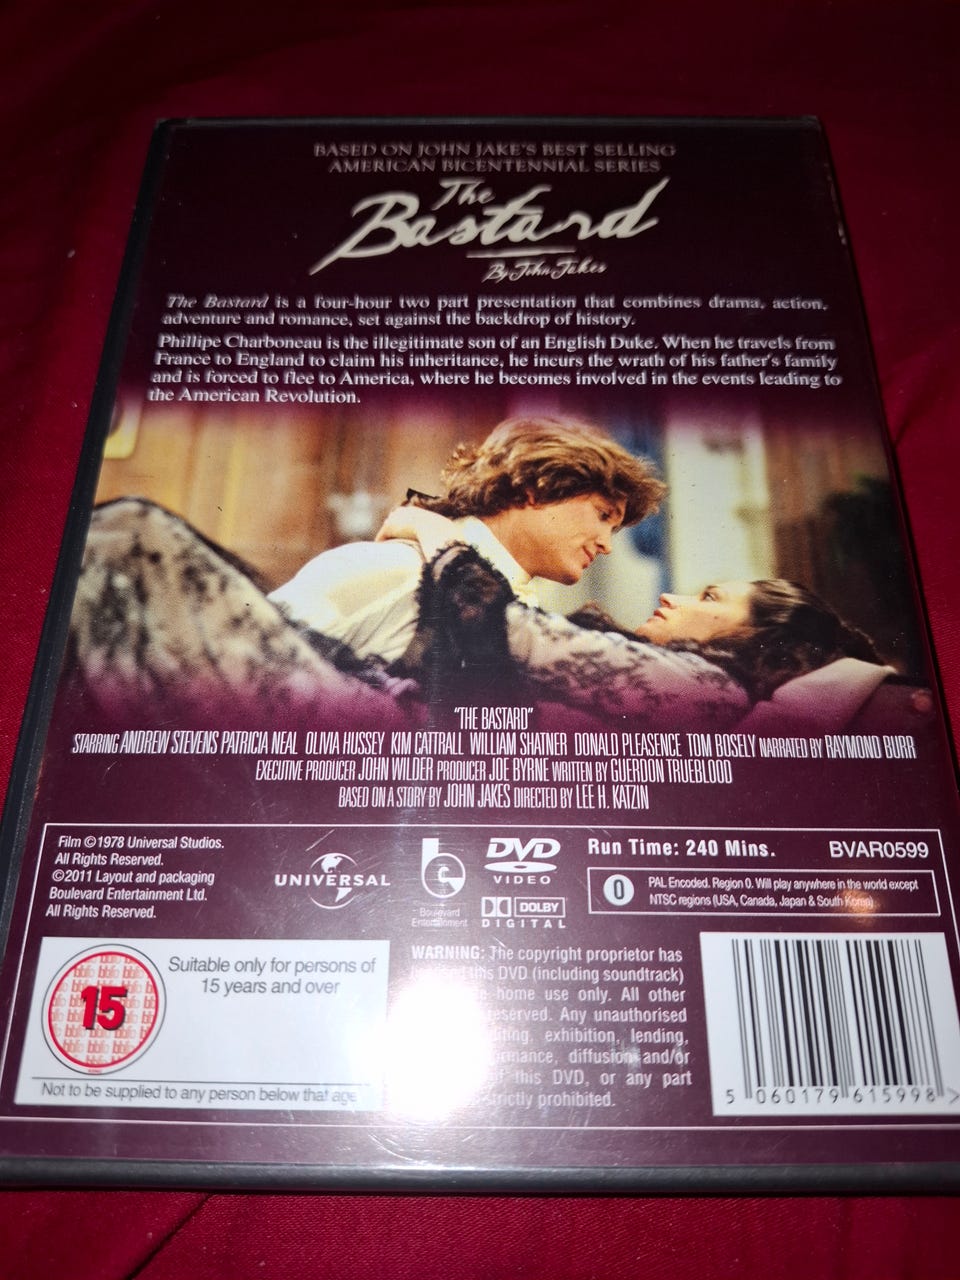 BASED ON JOHN JAKE'S BEST SELLING
AMERICAN BICENTENNIAL SERIES
The
Bastard
By John Jakes
The Bastard is a four-hour two part presentation that combines drama, action,
adventure and romance, set against the backdrop of history.
Phillipe Charboneau is the illegitimate son of an English Duke. When he travels from
France to England to claim his inheritance, he incurs the wrath of his father's family
and is forced to flee to America, where he becomes involved in the events leading to
the American Revolution.
"THE BASTARD"
STARRING ANDREW STEVENS PATRICIA NEAL OLIVIA HUSSEY KIM CATTRALL WILLIAM SHATNER DONALD PLEASENCE TOM BOSELY NARRATED BY RAYMOND BURR
EXECUTIVE PRODUCER JOHN WILDER PRODUCER JOE BYRNE WRITTEN BY GUERDON TRUEBLOOD
BASED ON A STORY BY JOHN JAKES DIRECTED BY LEE H. KATZIN
Film ©1978 Universal Studios.
All Rights Reserved.
©2011 Layout and packaging
Boulevard Entertainment Ltd.
All Rights Reserved.
UNIVERSAL
Boulevard
Entertainment
DVD
VIDEO
DOLBY
DIGITAL
Run Time: 240 Mins.
BVAR0599
0
PAL Encoded. Region 0. Will play anywhere in the world except
NTSC regions (USA, Canada, Japan & South Korea)
15
Suitable only for persons of
15 years and over
Not to be supplied to any person below that age
WARNING: The copyright proprietor has
licensed this DVD (including soundtrack)
home use only. All other
reserved. Any unauthorised
exhibition, lending,
diffusion and/or
this DVD, or any part
strictly prohibited.
5 060179 615998 >